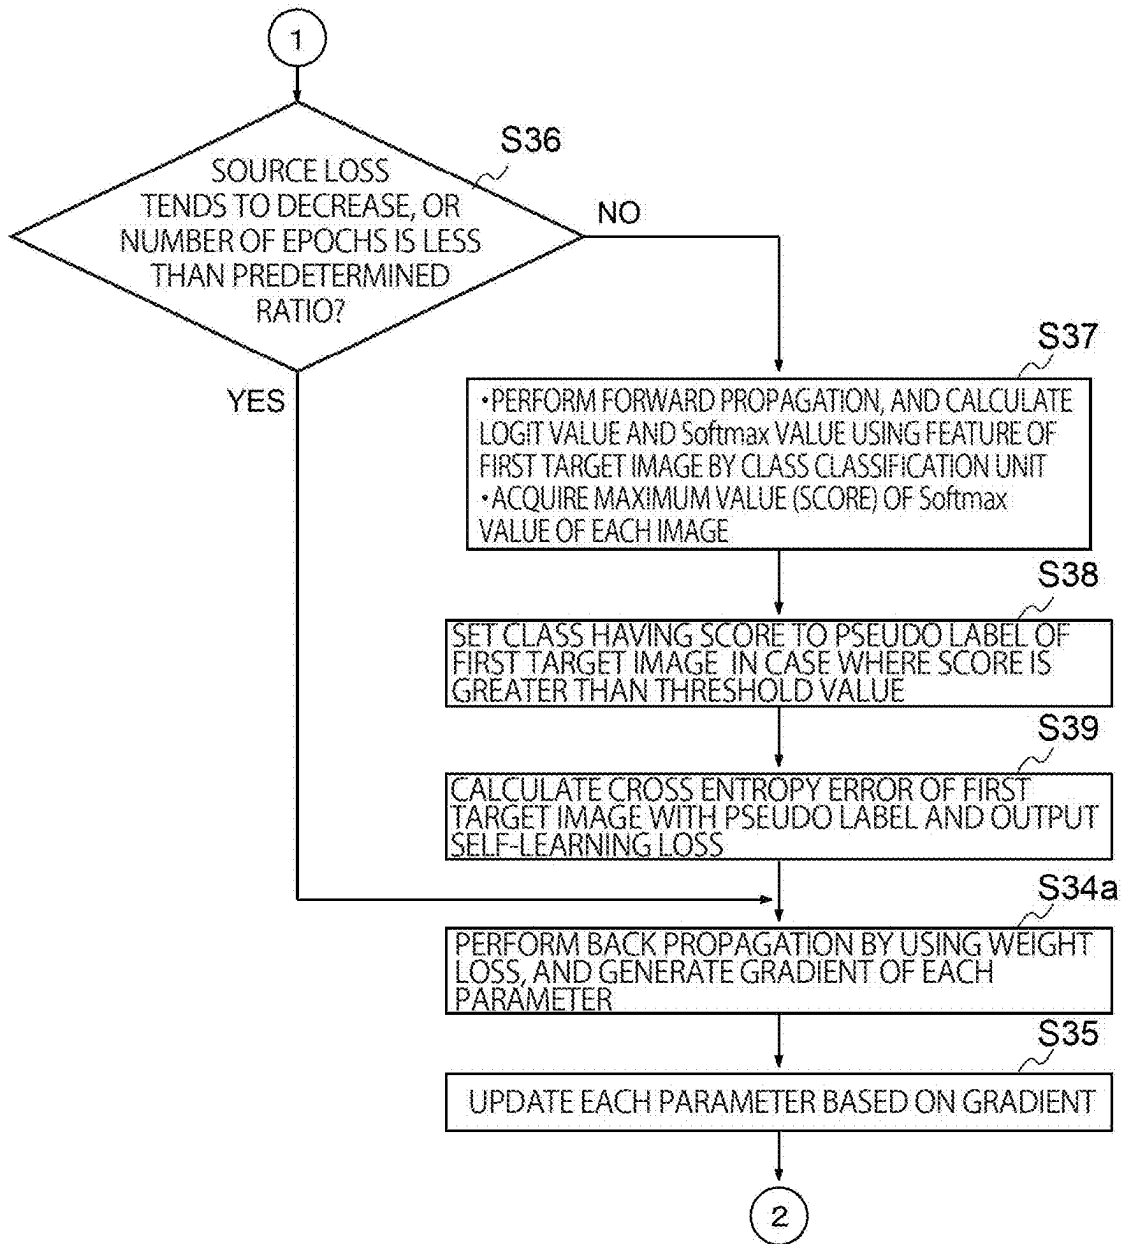 1
S36
SOURCE LOSS
TENDS TO DECREASE, OR
NUMBER OF EPOCHS IS LESS
THAN PREDETERMINED
RATIO?
NO
YES
S37
・PERFORM FORWARD PROPAGATION, AND CALCULATE
LOGIT VALUE AND Softmax VALUE USING FEATURE OF
FIRST TARGET IMAGE BY CLASS CLASSIFICATION UNIT
・ACQUIRE MAXIMUM VALUE (SCORE) OF Softmax
VALUE OF EACH IMAGE
S38
SET CLASS HAVING SCORE TO PSEUDO LABEL OF
FIRST TARGET IMAGE IN CASE WHERE SCORE IS
GREATER THAN THRESHOLD VALUE
S39
CALCULATE CROSS ENTROPY ERROR OF FIRST
TARGET IMAGE WITH PSEUDO LABEL AND OUTPUT
SELF-LEARNING LOSS
S34a
PERFORM BACK PROPAGATION BY USING WEIGHT
LOSS, AND GENERATE GRADIENT OF EACH
PARAMETER
S35
UPDATE EACH PARAMETER BASED ON GRADIENT
2